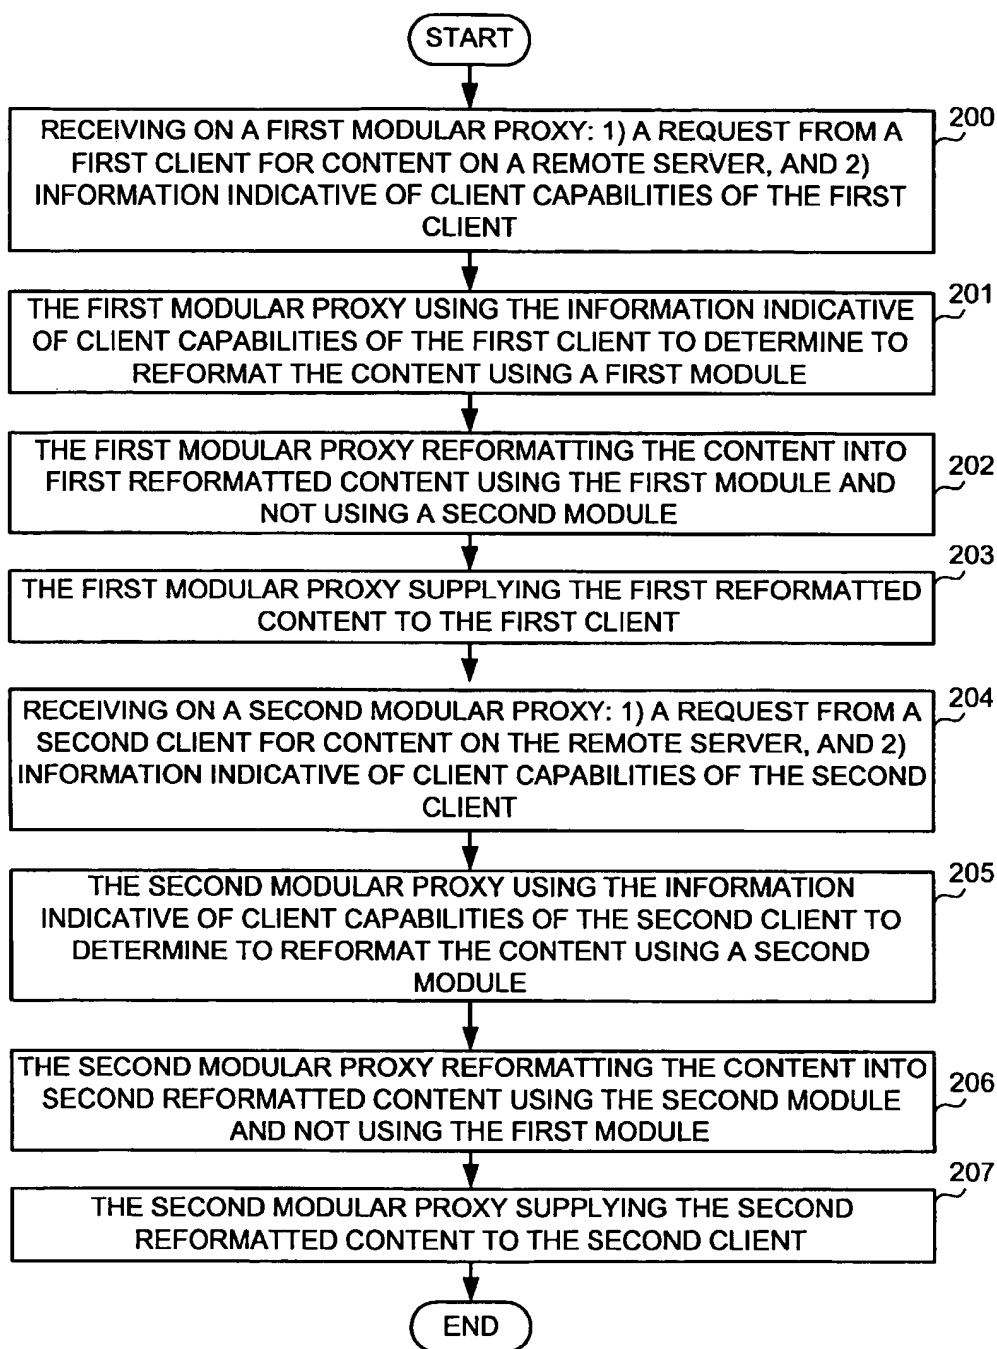 START
200
RECEIVING ON A FIRST MODULAR PROXY: 1) A REQUEST FROM A
FIRST CLIENT FOR CONTENT ON A REMOTE SERVER, AND 2)
INFORMATION INDICATIVE OF CLIENT CAPABILITIES OF THE FIRST
CLIENT
201
THE FIRST MODULAR PROXY USING THE INFORMATION INDICATIVE
OF CLIENT CAPABILITIES OF THE FIRST CLIENT TO DETERMINE TO
REFORMAT THE CONTENT USING A FIRST MODULE
202
THE FIRST MODULAR PROXY REFORMATTING THE CONTENT INTO
FIRST REFORMATTED CONTENT USING THE FIRST MODULE AND
NOT USING A SECOND MODULE
203
THE FIRST MODULAR PROXY SUPPLYING THE FIRST REFORMATTED
CONTENT TO THE FIRST CLIENT
204
RECEIVING ON A SECOND MODULAR PROXY: 1) A REQUEST FROM A
SECOND CLIENT FOR CONTENT ON THE REMOTE SERVER, AND 2)
INFORMATION INDICATIVE OF CLIENT CAPABILITIES OF THE SECOND
CLIENT
205
THE SECOND MODULAR PROXY USING THE INFORMATION
INDICATIVE OF CLIENT CAPABILITIES OF THE SECOND CLIENT TO
DETERMINE TO REFORMAT THE CONTENT USING A SECOND
MODULE
206
THE SECOND MODULAR PROXY REFORMATTING THE CONTENT INTO
SECOND REFORMATTED CONTENT USING THE SECOND MODULE
AND NOT USING THE FIRST MODULE
207
THE SECOND MODULAR PROXY SUPPLYING THE SECOND
REFORMATTED CONTENT TO THE SECOND CLIENT
END